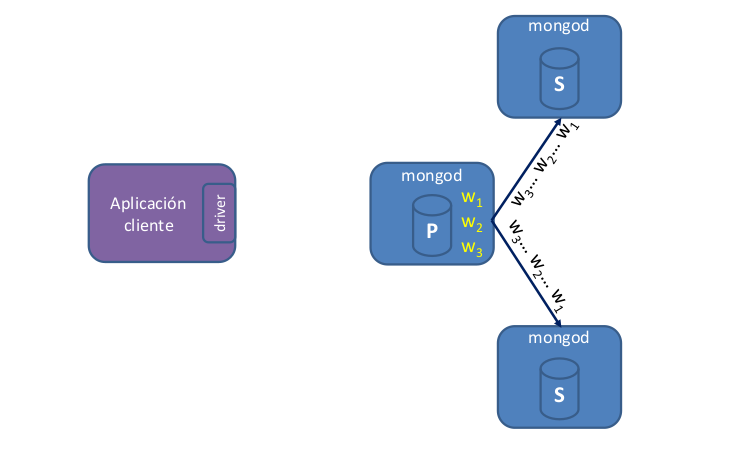 mongod
S
w3... w2... w1
Aplicación
cliente
driver
mongod
P
w1
w2
w3
w3... w2... w1
mongod
S